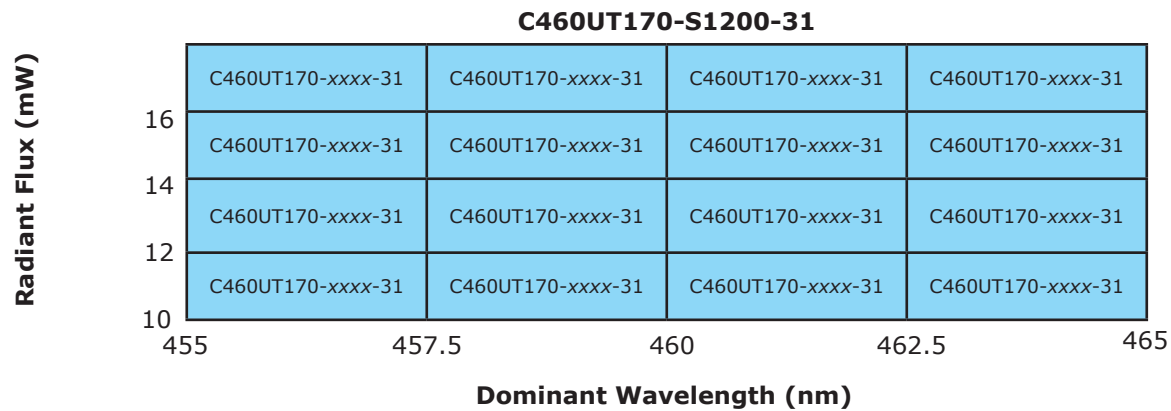 C460UT170-S1200-31
Radiant Flux (mW)
C460UT170-xxxx-31 C460UT170-xxxx-31 C460UT170-xxxx-31 C460UT170-xxxx-31
16
C460UT170-xxxx-31 C460UT170-xxxx-31 C460UT170-xxxx-31 C460UT170-xxxx-31
14
C460UT170-xxxx-31 C460UT170-xxxx-31 C460UT170-xxxx-31 C460UT170-xxxx-31
12
C460UT170-xxxx-31 C460UT170-xxxx-31 C460UT170-xxxx-31 C460UT170-xxxx-31
10
455 457.5 460 462.5 465
Dominant Wavelength (nm)